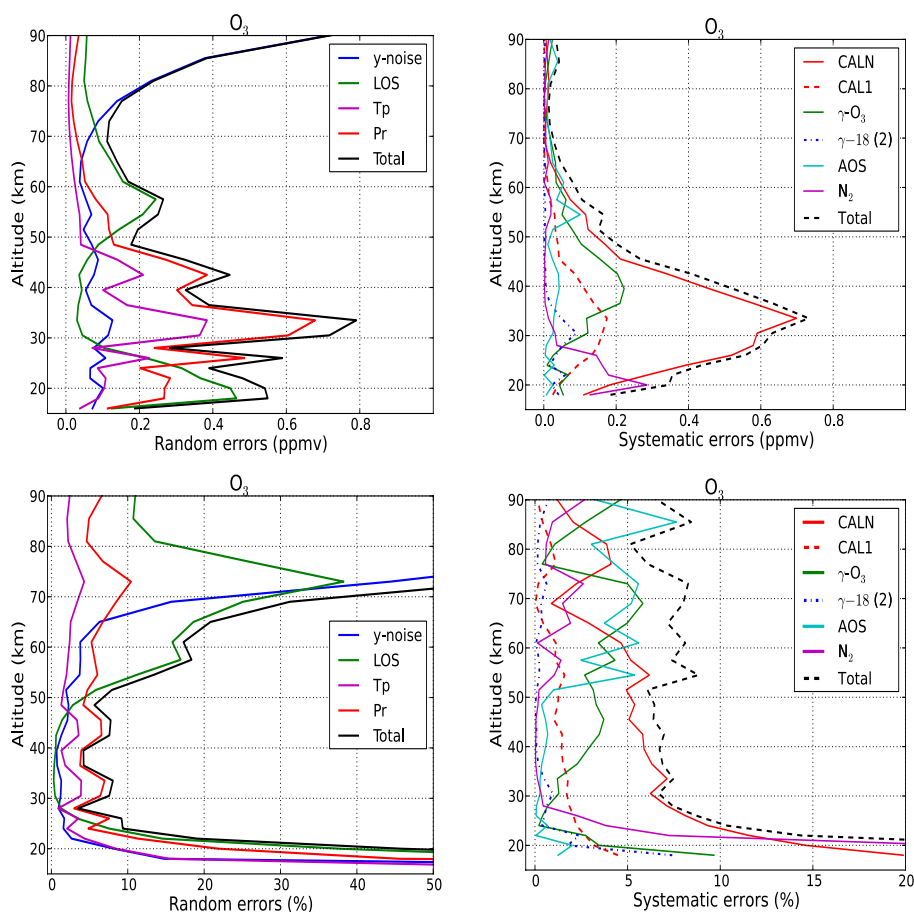 O₃
90
80
70
60
50
40
30
20
Altitude (km)
0.0 0.2 0.4 0.6 0.8
Random errors (ppmv)
y-noise
LOS
Tp
Pr
Total
O₃
90
80
70
60
50
40
30
20
Altitude (km)
0.0 0.2 0.4 0.6 0.8
Systematic errors (ppmv)
CALN
CAL1
γ-O₃
γ−18 (2)
AOS
N₂
Total
O₃
90
80
70
60
50
40
30
20
Altitude (km)
0 10 20 30 40 50
Random errors (%)
y-noise
LOS
Tp
Pr
Total
O₃
90
80
70
60
50
40
30
20
Altitude (km)
0 5 10 15 20
Systematic errors (%)
CALN
CAL1
γ-O₃
γ−18 (2)
AOS
N₂
Total